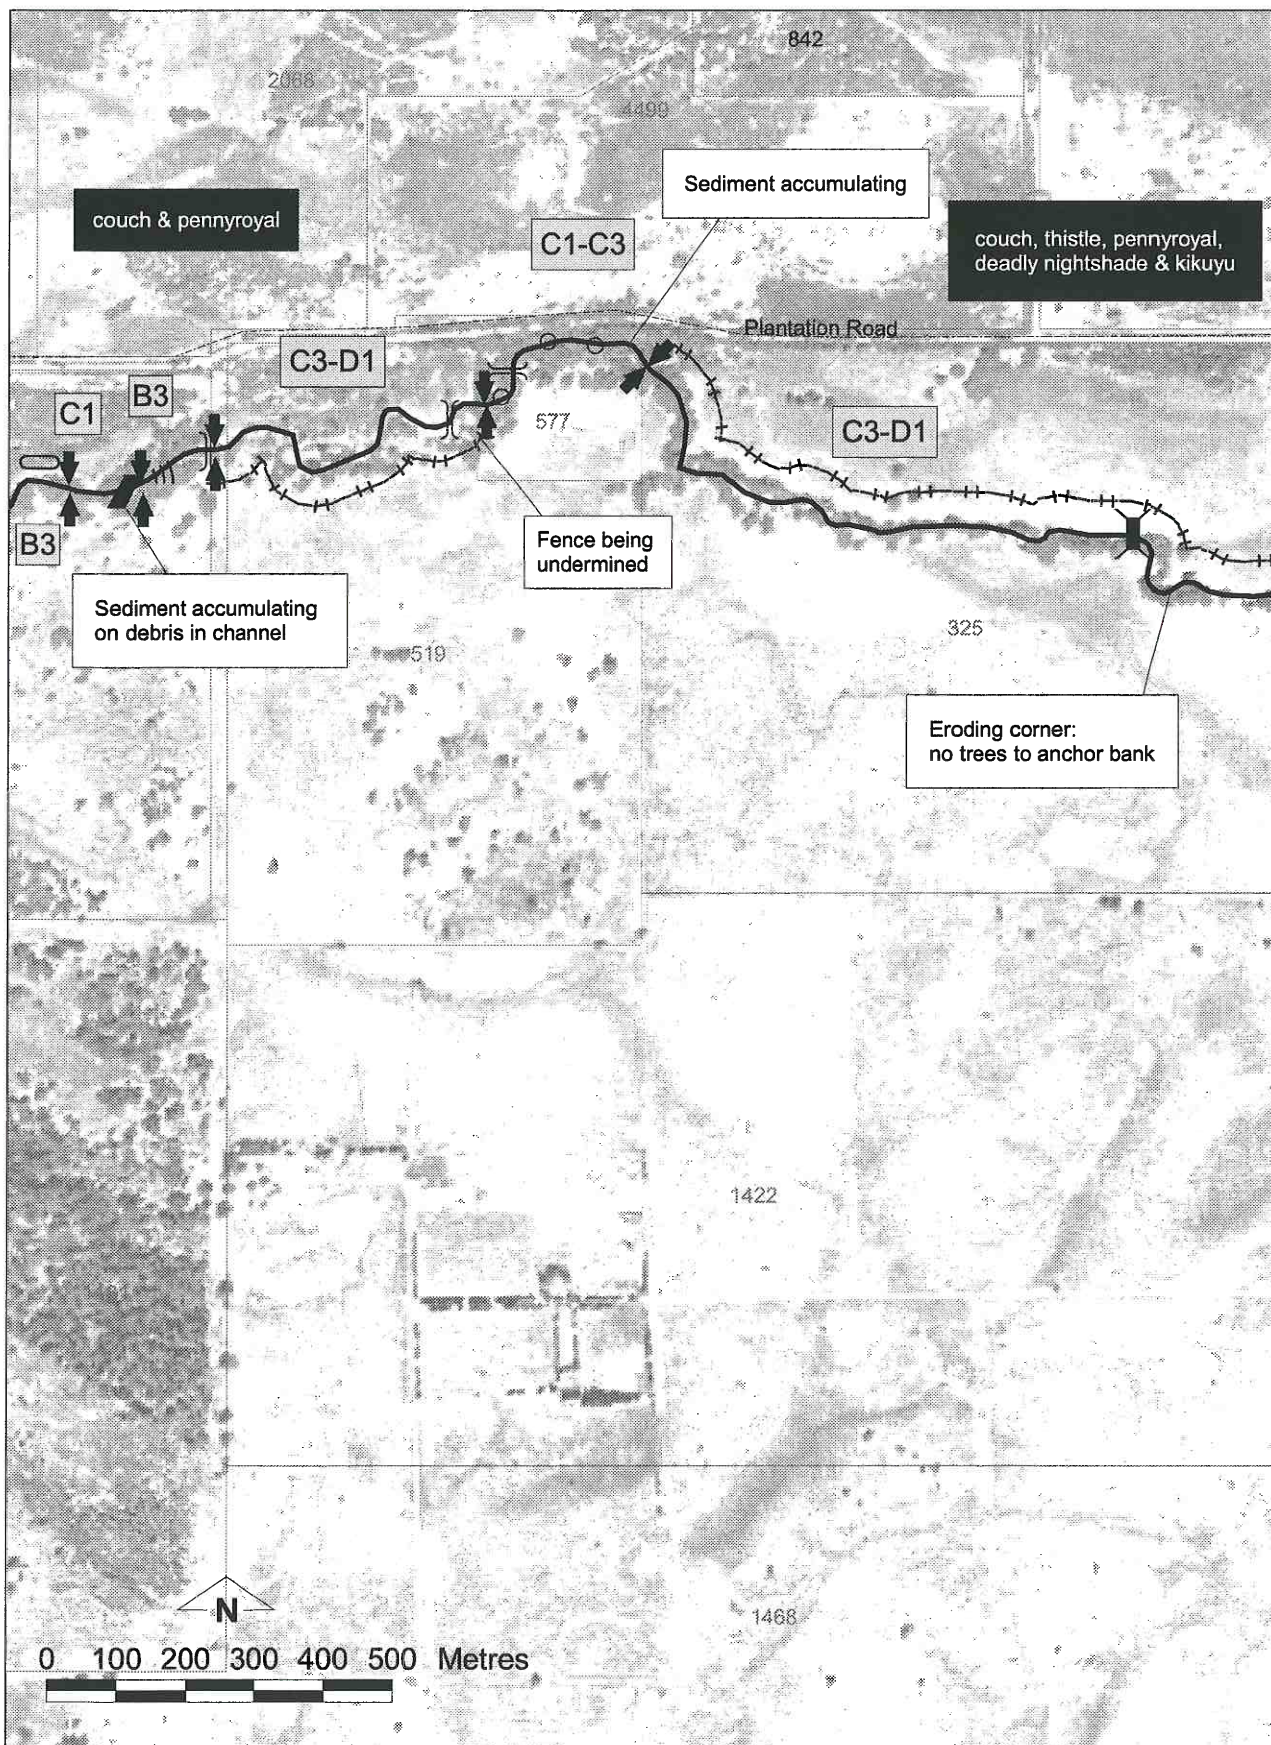 842
2068
4499
Sediment accumulating
couch & pennyroyal
C1-C3
couch, thistle, pennyroyal,
deadly nightshade & kikuyu
Plantation Road
C3-D1
B3
C1
577
C3-D1
B3
Fence being
undermined
Sediment accumulating
on debris in channel
325
519
Eroding corner:
no trees to anchor bank
1422
1468
N
0 100 200 300 400 500 Metres